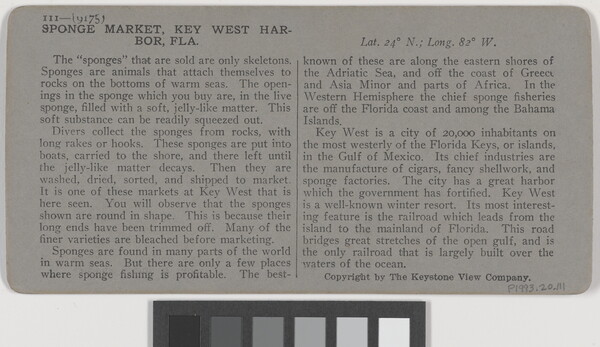 III—(9175)
SPONGE MARKET, KEY WEST HAR-
BOR, FLA.
Lat. 24° N.; Long. 82° W.
The "sponges" that are sold are only skeletons.
Sponges are animals that attach themselves to
rocks on the bottoms of warm seas. The open-
ings in the sponge which you buy are, in the live
sponge, filled with a soft, jelly-like matter. This
soft substance can be readily squeezed out.
Divers collect the sponges from rocks, with
long rakes or hooks. These sponges are put into
boats, carried to the shore, and there left until
the jelly-like matter decays. Then they are
washed, dried, sorted, and shipped to market.
It is one of these markets at Key West that is
here seen. You will observe that the sponges
shown are round in shape. This is because their
long ends have been trimmed off. Many of the
finer varieties are bleached before marketing.
Sponges are found in many parts of the world
in warm seas. But there are only a few places
where sponge fishing is profitable. The best-
known of these are along the eastern shores of
the Adriatic Sea, and off the coast of Greece
and Asia Minor and parts of Africa. In the
Western Hemisphere the chief sponge fisheries
are off the Florida coast and among the Bahama
Islands.
Key West is a city of 20,000 inhabitants on
the most westerly of the Florida Keys, or islands,
in the Gulf of Mexico. Its chief industries are
the manufacture of cigars, fancy shellwork, and
sponge factories. The city has a great harbor
which the government has fortified. Key West
is a well-known winter resort. Its most interest-
ing feature is the railroad which leads from the
island to the mainland of Florida. This road
bridges great stretches of the open gulf, and is
the only railroad that is largely built over the
waters of the ocean.
Copyright by The Keystone View Company.
P1993.20.111